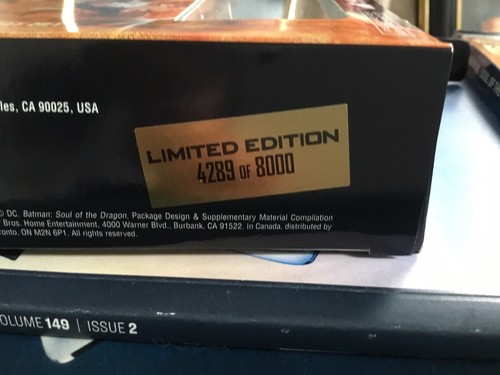 CA 90025, USA
LIMITED EDITION
4289 OF 8000
© DC. Batman: Soul of the Dragon. Package Design & Supplementary Material Compilation
Bros. Home Entertainment, 4000 Warner Blvd., Burbank, CA 91522. In Canada, distributed by
ON M2N 6P1. All rights reserved.
VOLUME 149 | ISSUE 2